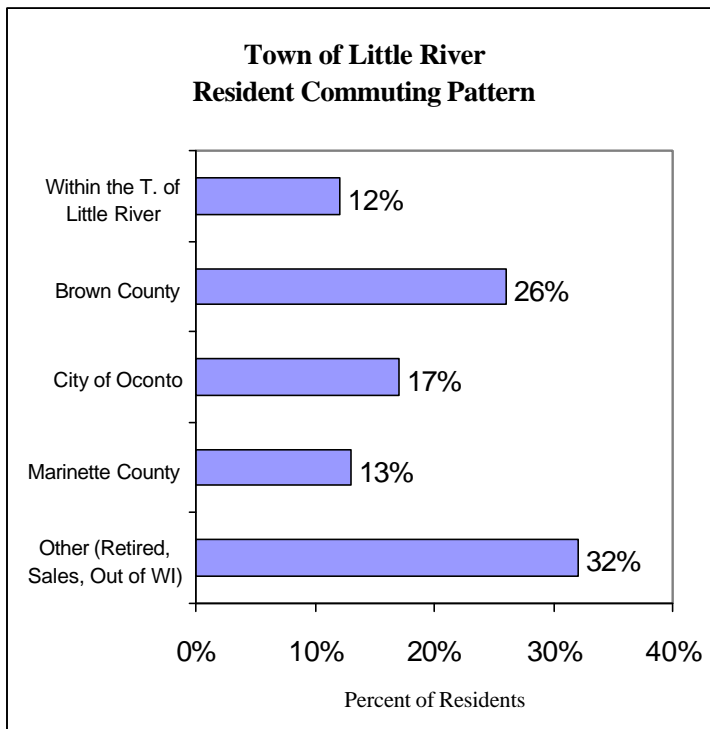 Town of Little River
Resident Commuting Pattern
Within the T. of
Little River
12%
Brown County
26%
City of Oconto
17%
Marinette County
13%
Other (Retired,
Sales, Out of WI)
32%
0% 10% 20% 30% 40%
Percent of Residents